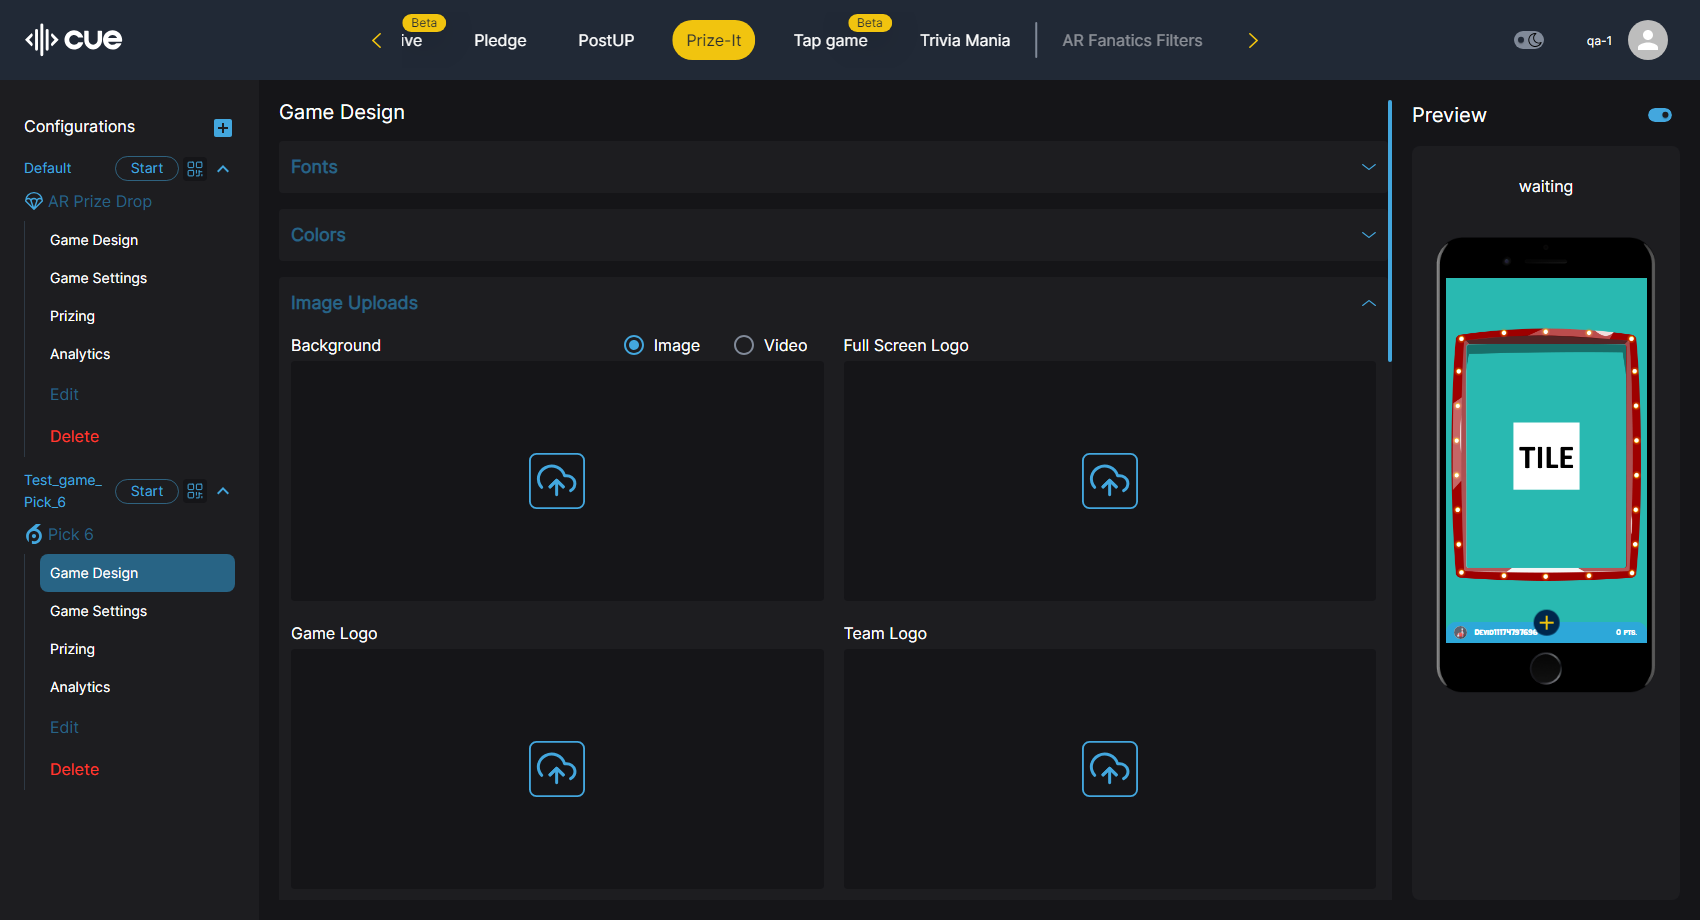 cue
Beta
ive
Pledge
PostUP
Prize-It
Beta
Tap game
Trivia Mania
AR Fanatics Filters
qa-1
Configurations
Default
Start
AR Prize Drop
Game Design
Game Settings
Prizing
Analytics
Edit
Delete
Test_game_
Pick_6
Start
Pick 6
Game Design
Game Settings
Prizing
Analytics
Edit
Delete
Game Design
Fonts
Colors
Image Uploads
Background
Image
Video
Full Screen Logo
Game Logo
Team Logo
Preview
waiting
TILE
0 PTS.